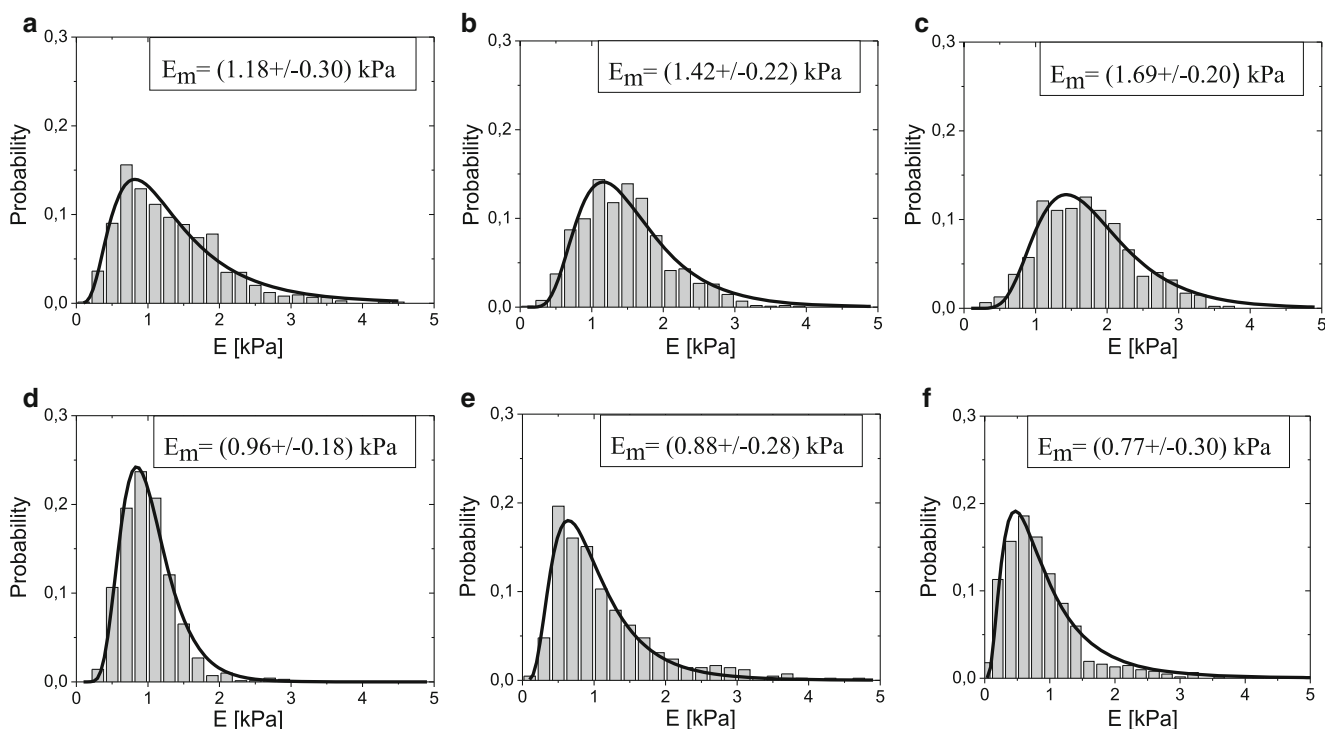 a
E_m= (1.18+/-0.30) kPa
0,3
0,2
0,1
0,0
Probability
0 1 2 3 4 5
E [kPa]
b
E_m= (1.42+/-0.22) kPa
0,3
0,2
0,1
0,0
Probability
0 1 2 3 4 5
E [kPa]
c
E_m= (1.69+/-0.20) kPa
0,3
0,2
0,1
0,0
Probability
0 1 2 3 4 5
E [kPa]
d
E_m= (0.96+/-0.18) kPa
0,3
0,2
0,1
0,0
Probability
0 1 2 3 4 5
E [kPa]
e
E_m= (0.88+/-0.28) kPa
0,3
0,2
0,1
0,0
Probability
0 1 2 3 4 5
E [kPa]
f
E_m= (0.77+/-0.30) kPa
0,3
0,2
0,1
0,0
Probability
0 1 2 3 4 5
E [kPa]